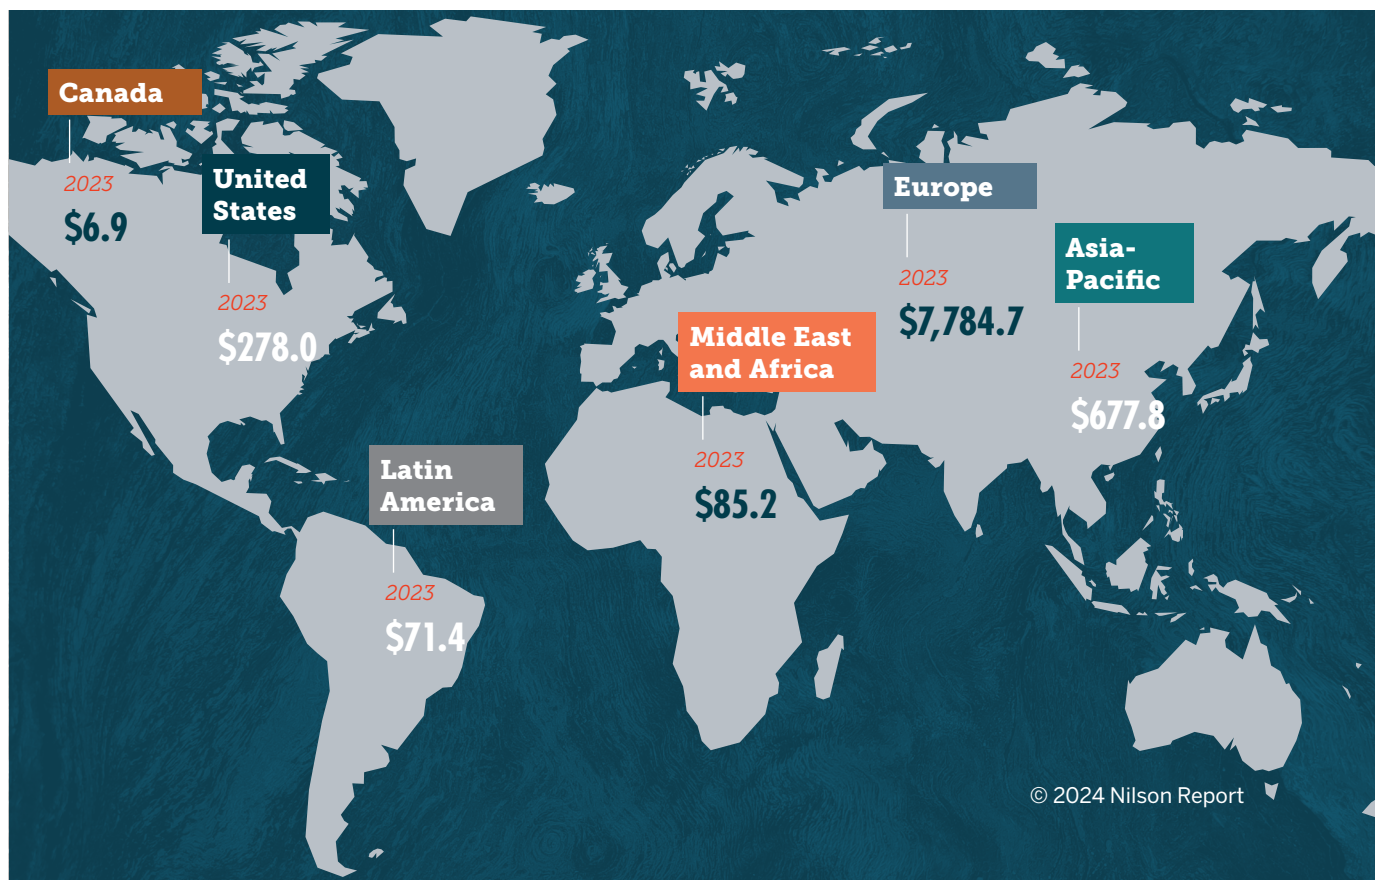 Canada
2023
$6.9
United
States
2023
$278.0
Latin
America
2023
$71.4
Middle East
and Africa
2023
$85.2
Europe
2023
$7,784.7
Asia-
Pacific
2023
$677.8
© 2024 Nilson Report